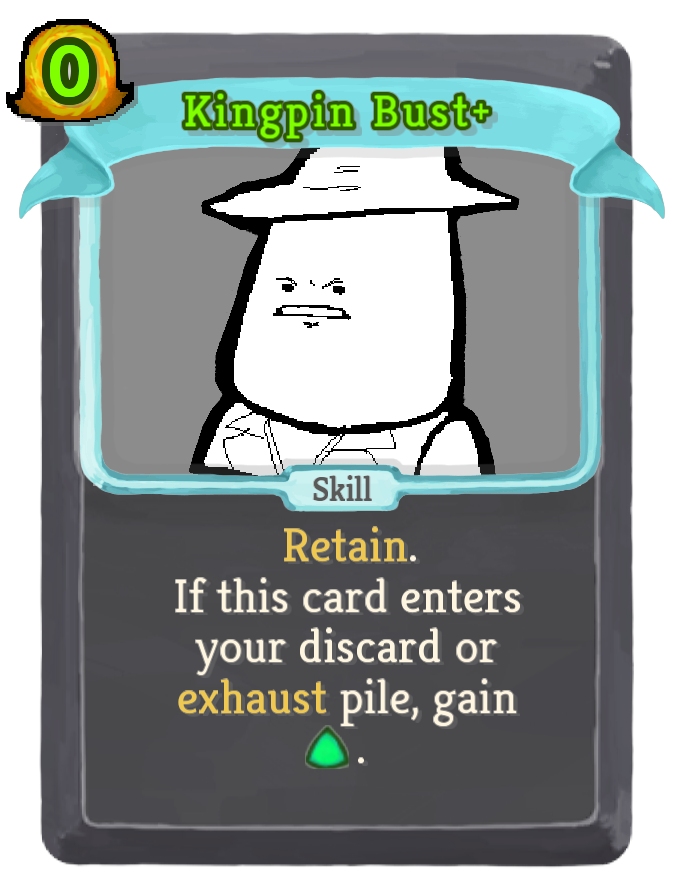 0
Kingpin Bust+
Skill
Retain.
If this card enters
your discard or
exhaust pile, gain
.